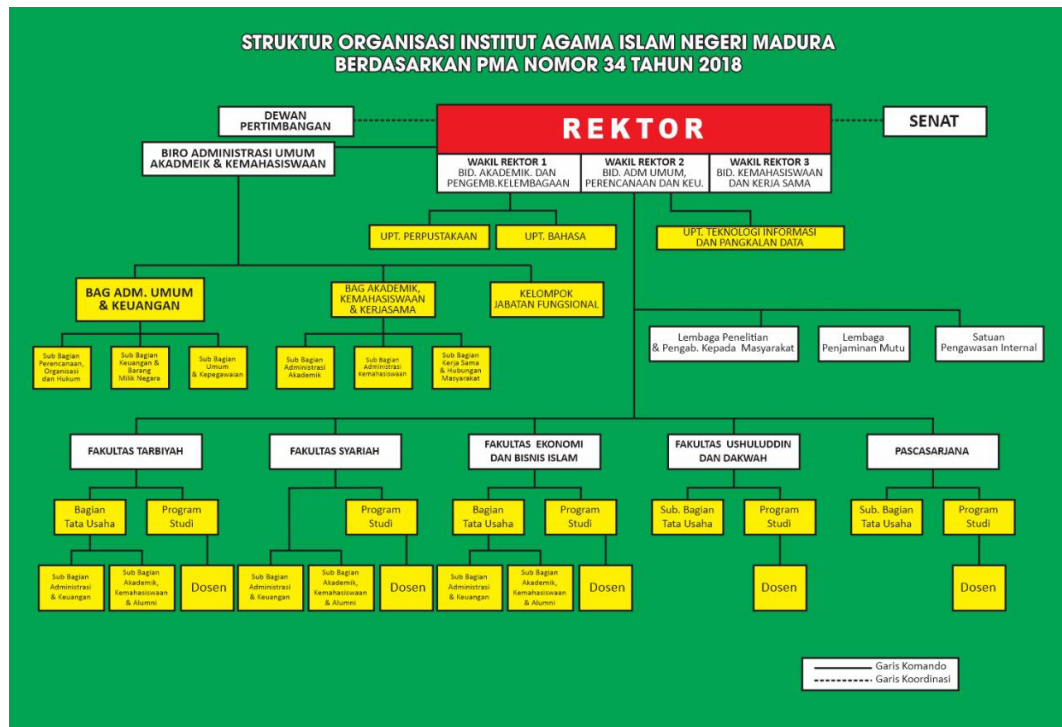 STRUKTUR ORGANISASI INSTITUT AGAMA ISLAM NEGERI MADURA
BERDASARKAN PMA NOMOR 34 TAHUN 2018
DEWAN
PERTIMBANGAN
REKTOR
SENAT
BIRO ADMINISTRASI UMUM
AKADMEIK & KEMAHASISWAAN
WAKIL REKTOR 1
BID. AKADEMIK. DAN
PENGEMB.KELEMBAGAAN
WAKIL REKTOR 2
BID. ADM UMUM,
PERENCANAAN DAN KEU.
WAKIL REKTOR 3
BID. KEMAHASISWAAN
DAN KERJA SAMA
UPT. PERPUSTAKAAN
UPT. BAHASA
UPT. TEKNOLOGI INFORMASI
DAN PANGKALAN DATA
BAG ADM. UMUM
& KEUANGAN
BAG AKADEMIK,
KEMAHASISWAAN
& KERJASAMA
KELOMPOK
JABATAN FUNGSIONAL
Sub Bagian
Perencanaan,
Organisasi
dan Hukum
Sub Bagian
Keuangan &
Barang
Milik Negara
Sub Bagian
Umum
& Kepegawaian
Sub Bagian
Administrasi
Akademik
Sub Bagian
Administrasi
Kemahasiswaan
Sub Bagian
Kerja Sama
& Hubungan
Masyarakat
Lembaga Penelitian
& Pengab. Kepada Masyarakat
Lembaga
Penjaminan Mutu
Satuan
Pengawasan Internal
FAKULTAS TARBIYAH
FAKULTAS SYARIAH
FAKULTAS EKONOMI
DAN BISNIS ISLAM
FAKULTAS USHULUDDIN
DAN DAKWAH
PASCASARJANA
Bagian
Tata Usaha
Program
Studi
Program
Studi
Bagian
Tata Usaha
Program
Studi
Sub. Bagian
Tata Usaha
Program
Studi
Sub. Bagian
Tata Usaha
Program
Studi
Sub Bagian
Administrasi
& Keuangan
Sub Bagian
Akademik,
Kemahasiswaan
& Alumni
Dosen
Sub Bagian
Administrasi
& Keuangan
Sub Bagian
Akademik,
Kemahasiswaan
& Alumni
Dosen
Sub Bagian
Administrasi
& Keuangan
Sub Bagian
Akademik,
Kemahasiswaan
& Alumni
Dosen
Dosen
Dosen
Garis Komando
Garis Koordinasi